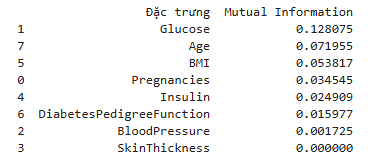 Đặc trưng Mutual Information
1 Glucose 0.128075
7 Age 0.071955
5 BMI 0.053817
0 Pregnancies 0.034545
4 Insulin 0.024909
6 DiabetesPedigreeFunction 0.015977
2 BloodPressure 0.001725
3 SkinThickness 0.000000